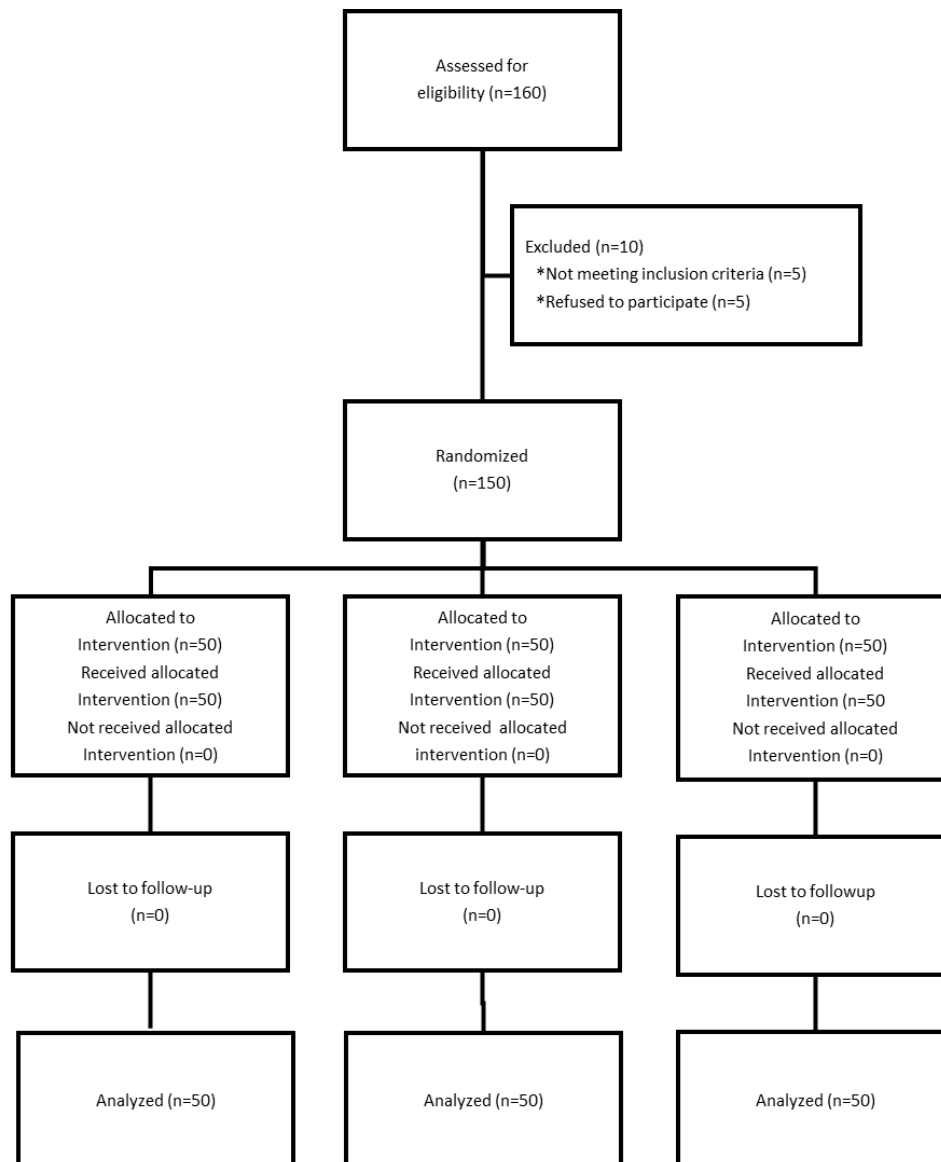 Assessed for
eligibility (n=160)
Excluded (n=10)
*Not meeting inclusion criteria (n=5)
*Refused to participate (n=5)
Randomized
(n=150)
Allocated to
Intervention (n=50)
Received allocated
Intervention (n=50)
Not received allocated
Intervention (n=0)
Allocated to
Intervention (n=50)
Received allocated
Intervention (n=50)
Not received allocated
intervention (n=0)
Allocated to
Intervention (n=50)
Received allocated
Intervention (n=50
Not received allocated
Intervention (n=0)
Lost to follow-up
(n=0)
Lost to follow-up
(n=0)
Lost to followup
(n=0)
Analyzed (n=50)
Analyzed (n=50)
Analyzed (n=50)